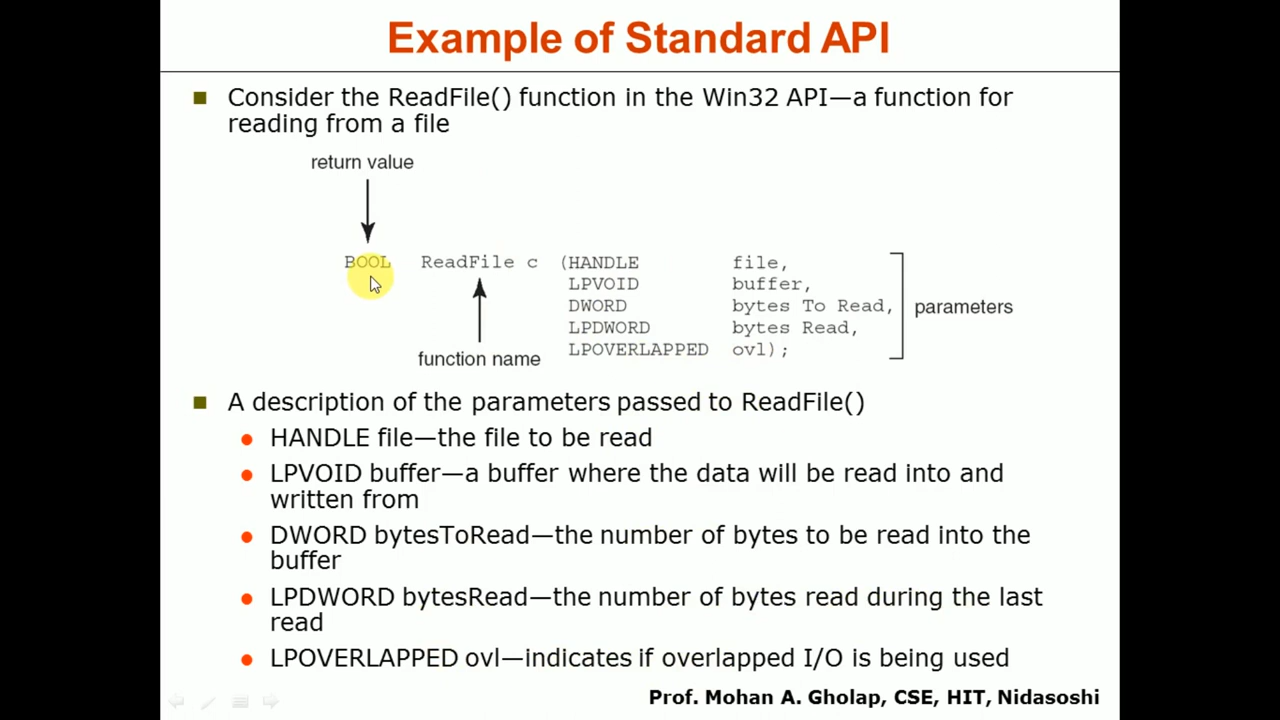 Example of Standard API
Consider the ReadFile() function in the Win32 API—a function for
reading from a file
return value
BOOL ReadFile c (HANDLE file,
LPVOID buffer,
DWORD bytes To Read,
LPDWORD bytes Read,
LPOVERLAPPED ovl);
parameters
function name
A description of the parameters passed to ReadFile()
HANDLE file—the file to be read
LPVOID buffer—a buffer where the data will be read into and
written from
DWORD bytesToRead—the number of bytes to be read into the
buffer
LPDWORD bytesRead—the number of bytes read during the last
read
LPOVERLAPPED ovl—indicates if overlapped I/O is being used
Prof. Mohan A. Gholap, CSE, HIT, Nidasoshi